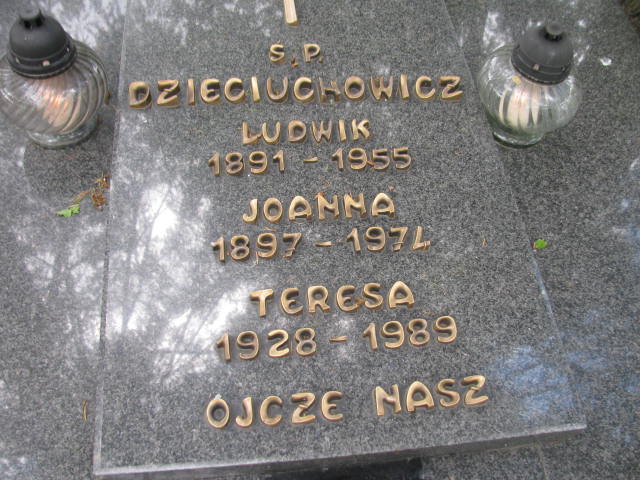 S.P.
DZIECIUCHOWICZ
LUDWIK
1891 - 1955
JOANNA
1897 - 1974
TERESA
1928 - 1989
OJCZE NASZ